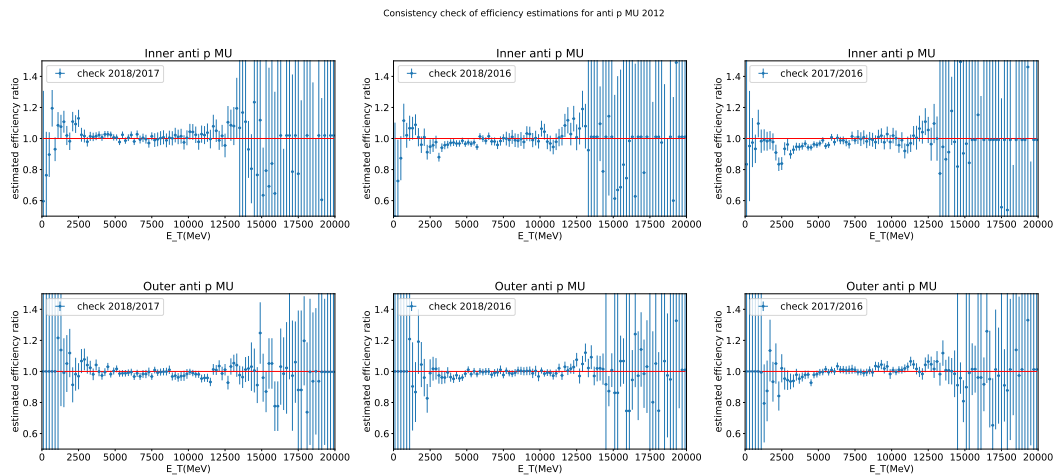 Consistency check of efficiency estimations for anti p MU 2012
Inner anti p MU
Inner anti p MU
Inner anti p MU
check 2018/2017
check 2018/2016
check 2017/2016
estimated efficiency ratio
estimated efficiency ratio
estimated efficiency ratio
1.4
1.2
1.0
0.8
0.6
1.4
1.2
1.0
0.8
0.6
1.4
1.2
1.0
0.8
0.6
0 2500 5000 7500 10000 12500 15000 17500 20000
0 2500 5000 7500 10000 12500 15000 17500 20000
0 2500 5000 7500 10000 12500 15000 17500 20000
E_T(MeV)
E_T(MeV)
E_T(MeV)
Outer anti p MU
Outer anti p MU
Outer anti p MU
check 2018/2017
check 2018/2016
check 2017/2016
estimated efficiency ratio
estimated efficiency ratio
estimated efficiency ratio
1.4
1.2
1.0
0.8
0.6
1.4
1.2
1.0
0.8
0.6
1.4
1.2
1.0
0.8
0.6
0 2500 5000 7500 10000 12500 15000 17500 20000
0 2500 5000 7500 10000 12500 15000 17500 20000
0 2500 5000 7500 10000 12500 15000 17500 20000
E_T(MeV)
E_T(MeV)
E_T(MeV)